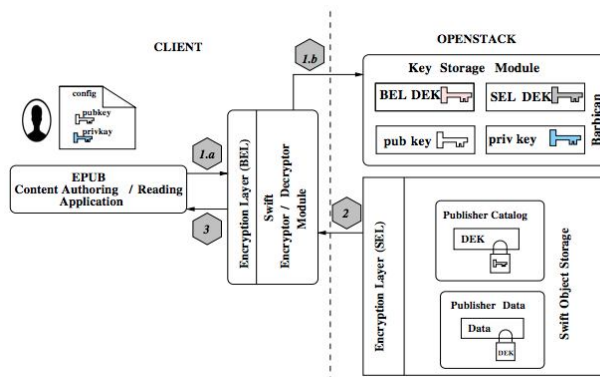 CLIENT
OPENSTACK
1.b
config
pubkey
privkay
Key Storage Module
BEL DEK
SEL DEK
pub key
priv key
Barbican
1.a
EPUB
Content Authoring / Reading
Application
3
Encryption Layer (BEL)
Swift
Encryptor / Decryptor
Module
2
Encryption Layer (SEL)
Publisher Catalog
DEK
Publisher Data
Data
DEK
Swift Object Storage